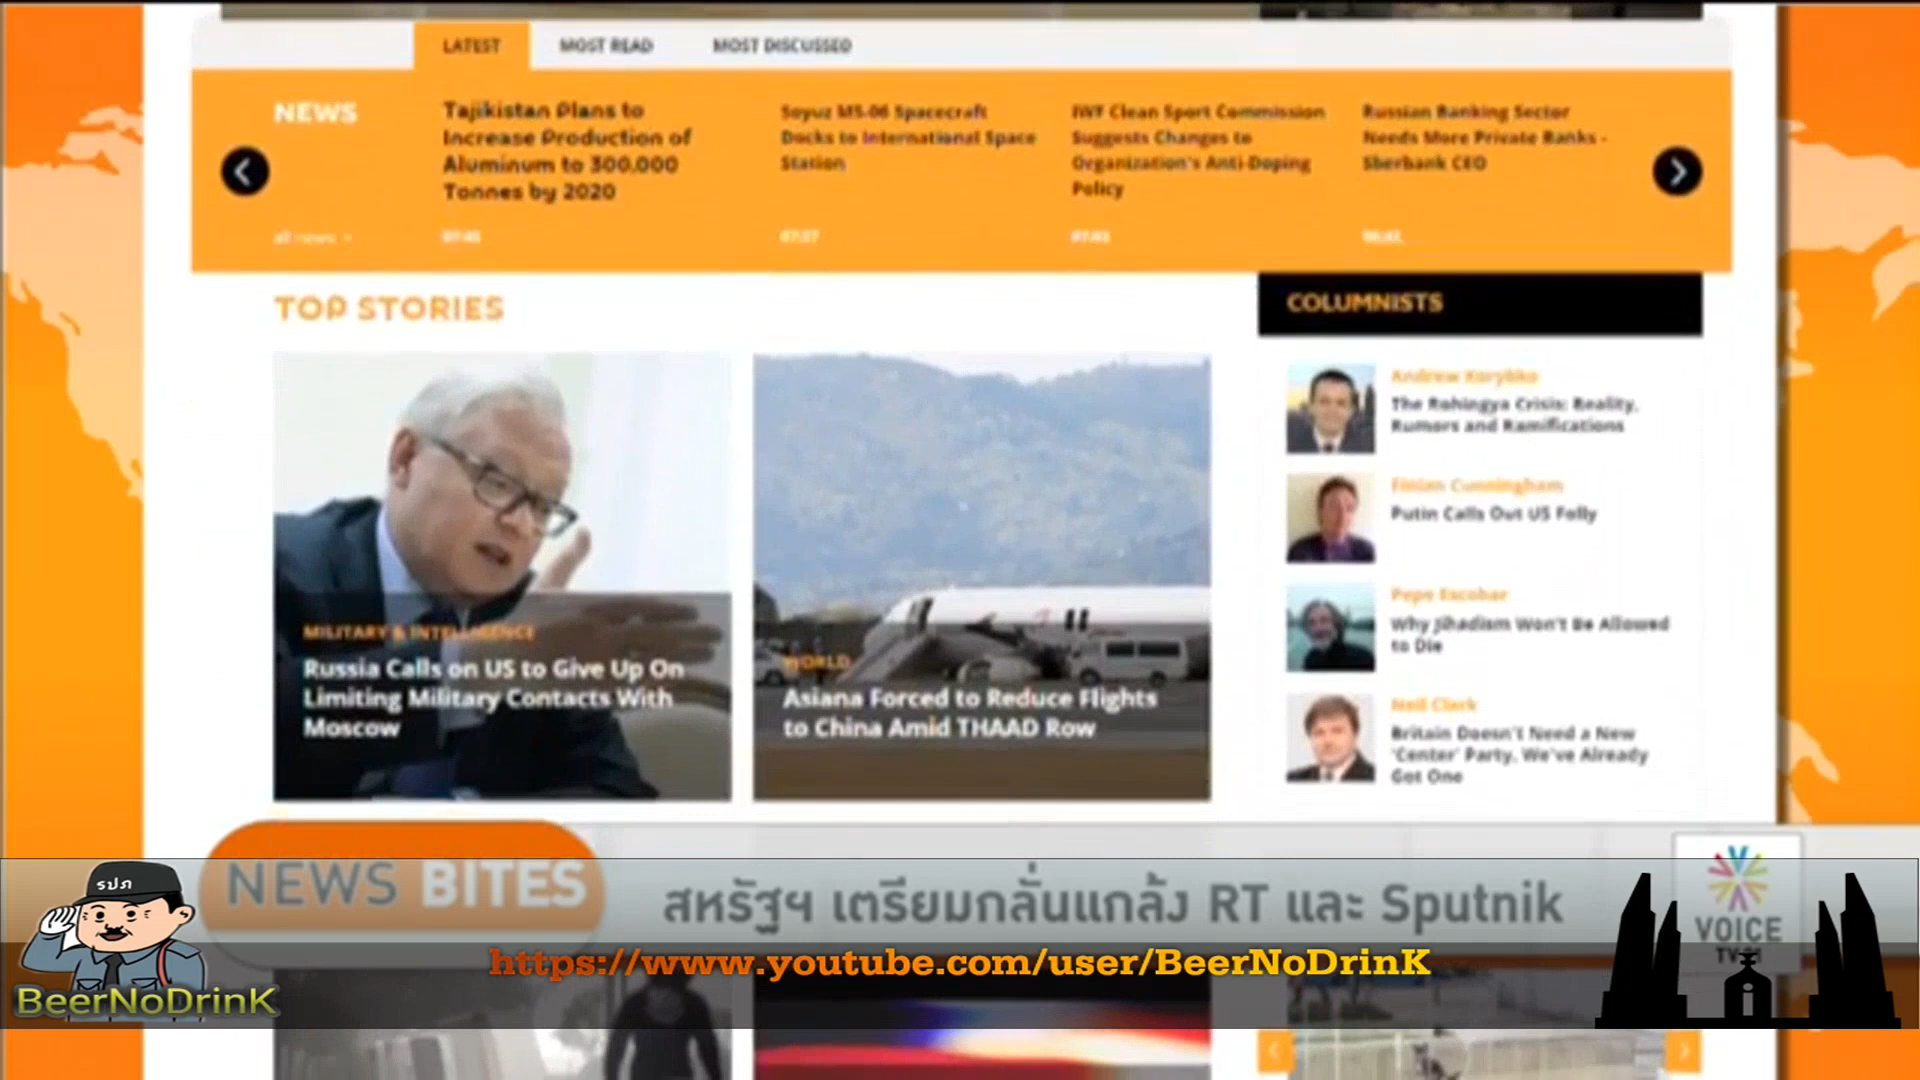 LATEST
MOST READ
MOST DISCUSSED
NEWS
Tajikistan Plans to
Increase Production of
Aluminum to 300,000
Tonnes by 2020
Soyuz MS-06 Spacecraft
Docks to International Space
Station
IWF Clean Sport Commission
Suggests Changes to
Organization's Anti-Doping
Policy
Russian Banking Sector
Needs More Private Banks -
Sberbank CEO
all news
TOP STORIES
COLUMNISTS
MILITARY & INTELLIGENCE
Russia Calls on US to Give Up On
Limiting Military Contacts With
Moscow
WORLD
Asiana Forced to Reduce Flights
to China Amid THAAD Row
Andrew Korybko
The Rohingya Crisis: Reality,
Rumors and Ramifications
Finian Cunningham
Putin Calls Out US Folly
Pepe Escobar
Why Jihadism Won't Be Allowed
to Die
Neil Clark
Britain Doesn't Need a New
'Center' Party, We've Already
Got One
NEWS BITES
สหรัฐฯ เตรียมกลั่นแกล้ง RT และ Sputnik
VOICE
รปภ
BeerNoDrinK
https://www.youtube.com/user/BeerNoDrinK